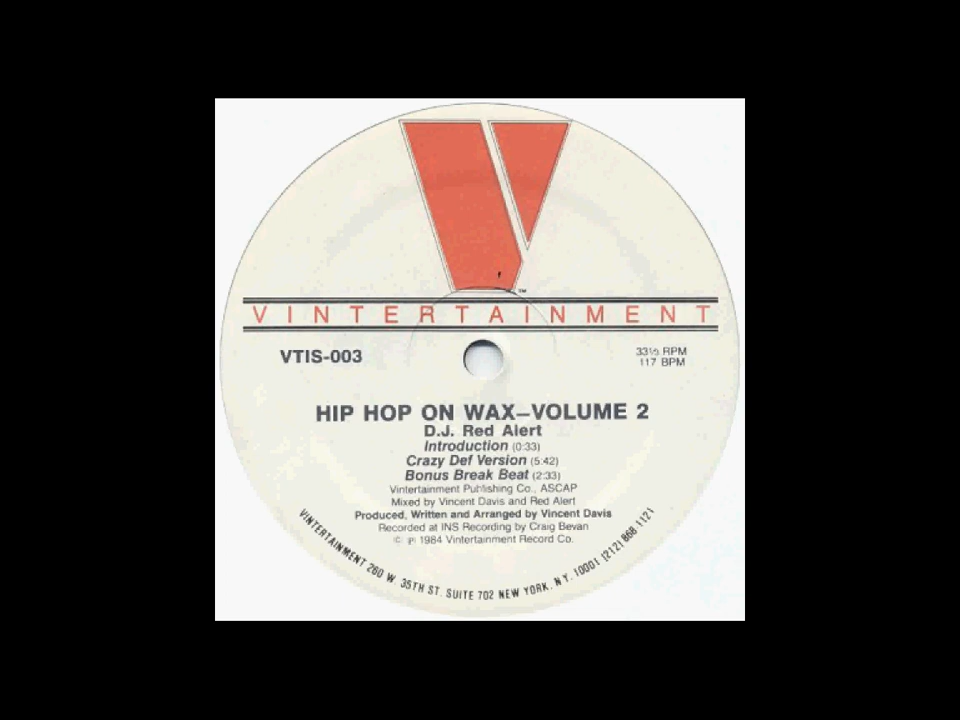 TM
VINTERTAINMENT
VTIS-003
33⅓ RPM
117 BPM
HIP HOP ON WAX–VOLUME 2
D.J. Red Alert
Introduction (0:33)
Crazy Def Version (5:42)
Bonus Break Beat (2:33)
Vintertainment Publishing Co., ASCAP
Mixed by Vincent Davis and Red Alert
Produced, Written and Arranged by Vincent Davis
Recorded at INS Recording by Craig Bevan
© ℗ 1984 Vintertainment Record Co.
VINTERTAINMENT 260 W. 35TH ST. SUITE 702 NEW YORK, N.Y. 10001 (212) 868 1121